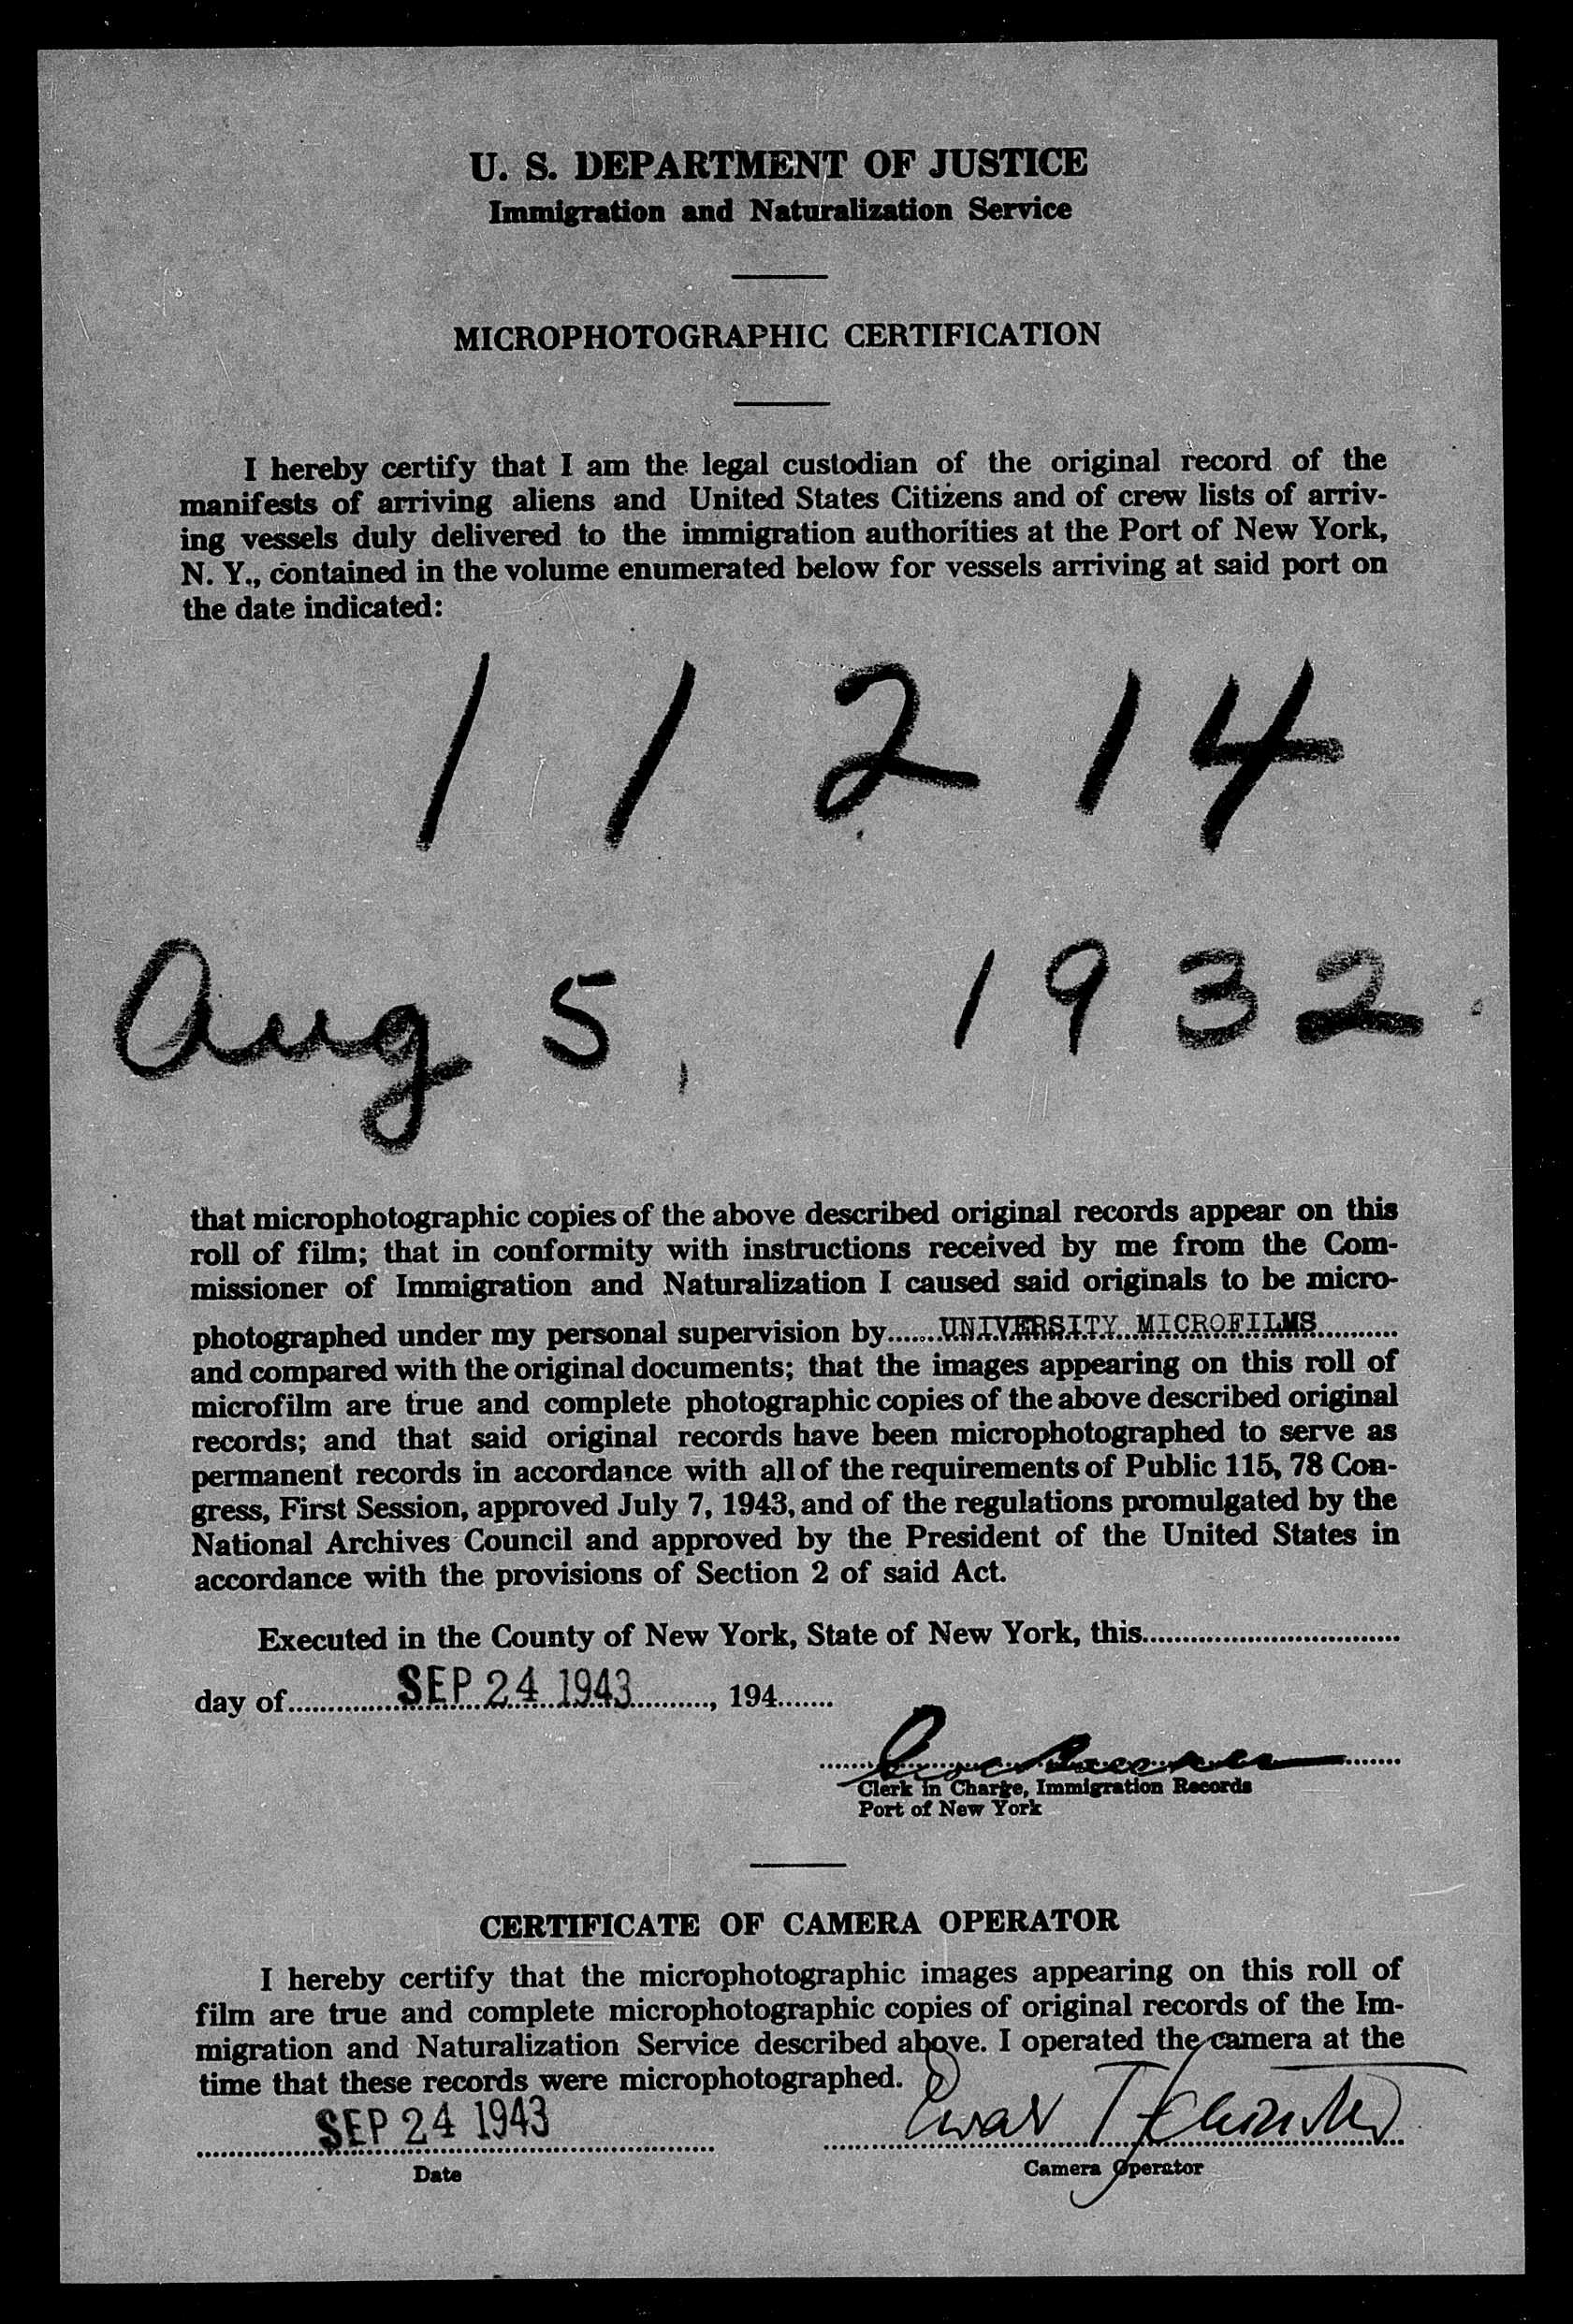 U. S. DEPARTMENT OF JUSTICE
Immigration and Naturalization Service
MICROPHOTOGRAPHIC CERTIFICATION
I hereby certify that I am the legal custodian of the original record of the
manifests of arriving aliens and United States Citizens and of crew lists of arriv-
ing vessels duly delivered to the immigration authorities at the Port of New York,
N. Y., contained in the volume enumerated below for vessels arriving at said port on
the date indicated:
11214
Aug 5, 1932
that microphotographic copies of the above described original records appear on this
roll of film; that in conformity with instructions received by me from the Com-
missioner of Immigration and Naturalization I caused said originals to be micro-
photographed under my personal supervision by UNIVERSITY MICROFILMS
and compared with the original documents; that the images appearing on this roll of
microfilm are true and complete photographic copies of the above described original
records; and that said original records have been microphotographed to serve as
permanent records in accordance with all of the requirements of Public 115, 78 Con-
gress, First Session, approved July 7, 1943, and of the regulations promulgated by the
National Archives Council and approved by the President of the United States in
accordance with the provisions of Section 2 of said Act.
Executed in the County of New York, State of New York, this
day of SEP 24 1943, 194
Clerk in Charge, Immigration Records
Port of New York
CERTIFICATE OF CAMERA OPERATOR
I hereby certify that the microphotographic images appearing on this roll of
film are true and complete microphotographic copies of original records of the Im-
migration and Naturalization Service described above. I operated the camera at the
time that these records were microphotographed.
SEP 24 1943
Date
Camera Operator